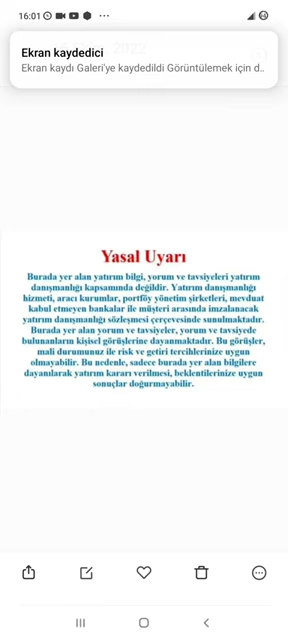 16:01
Ekran kaydedici
Ekran kaydı Galeri'ye kaydedildi Görüntülemek için d..
Yasal Uyarı
Burada yer alan yatırım bilgi, yorum ve tavsiyeleri yatırım
danışmanlığı kapsamında değildir. Yatırım danışmanlığı
hizmeti, aracı kurumlar, portföy yönetim şirketleri, mevduat
kabul etmeyen bankalar ile müşteri arasında imzalanacak
yatırım danışmanlığı sözleşmesi çerçevesinde sunulmaktadır.
Burada yer alan yorum ve tavsiyeler, yorum ve tavsiyede
bulunanların kişisel görüşlerine dayanmaktadır. Bu görüşler,
mali durumunuz ile risk ve getiri tercihlerinize uygun
olmayabilir. Bu nedenle, sadece burada yer alan bilgilere
dayanılarak yatırım kararı verilmesi, beklentilerinize uygun
sonuçlar doğurmayabilir.